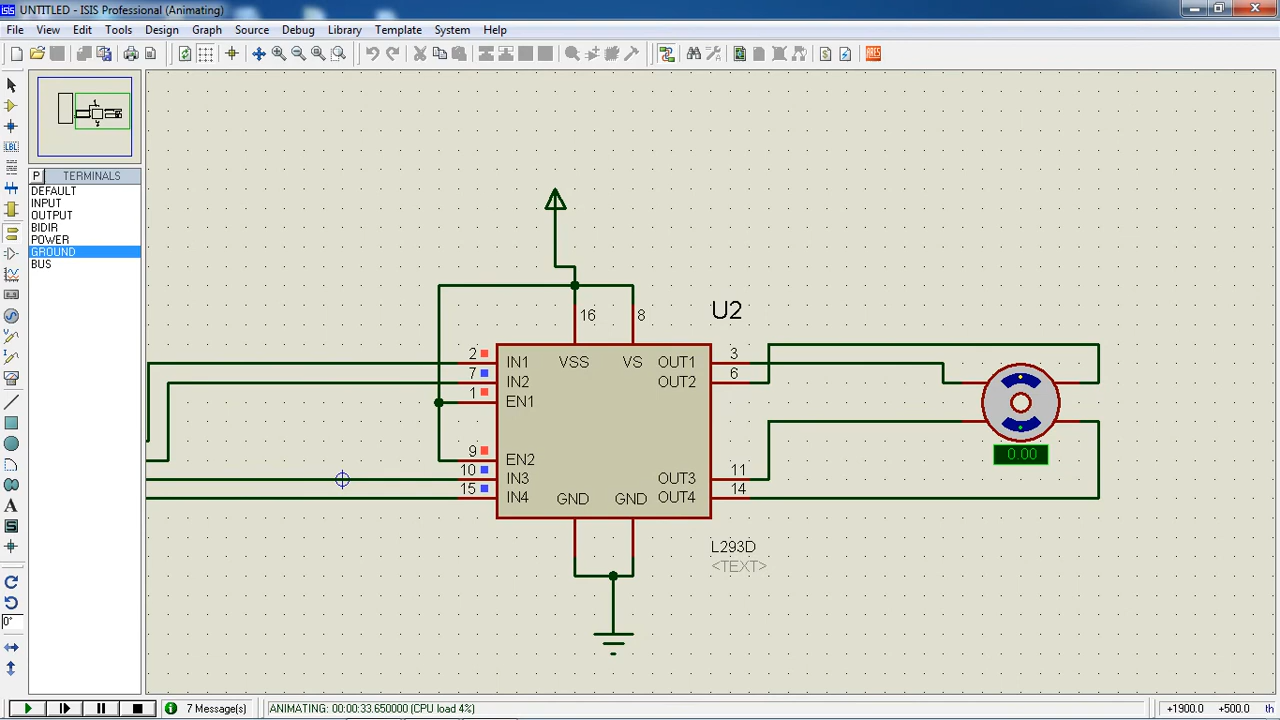 UNTITLED - ISIS Professional (Animating)
File View Edit Tools Design Graph Source Debug Library Template System Help
P TERMINALS
DEFAULT
INPUT
OUTPUT
BIDIR
POWER
GROUND
BUS
LBL
A
S
0°
ARES
U2
16 8
VSS VS
2 IN1 OUT1 3
7 IN2 OUT2 6
1 EN1
9 EN2
10 IN3 OUT3 11
15 IN4 OUT4 14
GND GND
L293D
<TEXT>
0.00
7 Message(s) ANIMATING: 00:00:33.650000 (CPU load 4%) +1900.0 +500.0 th